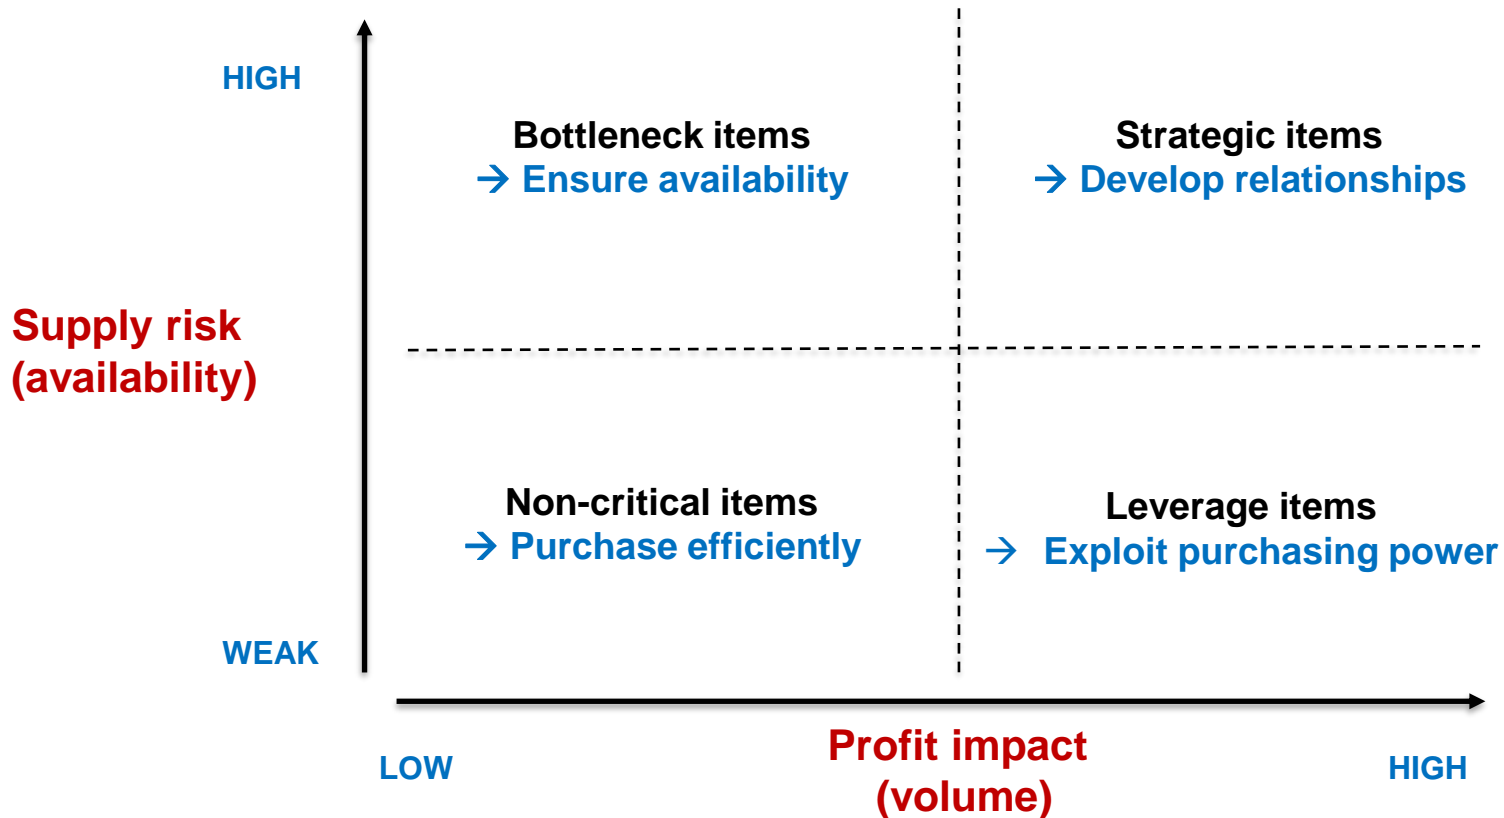 HIGH
Bottleneck items
→ Ensure availability
Strategic items
→ Develop relationships
Supply risk
(availability)
Non-critical items
→ Purchase efficiently
Leverage items
→ Exploit purchasing power
WEAK
LOW
Profit impact
(volume)
HIGH